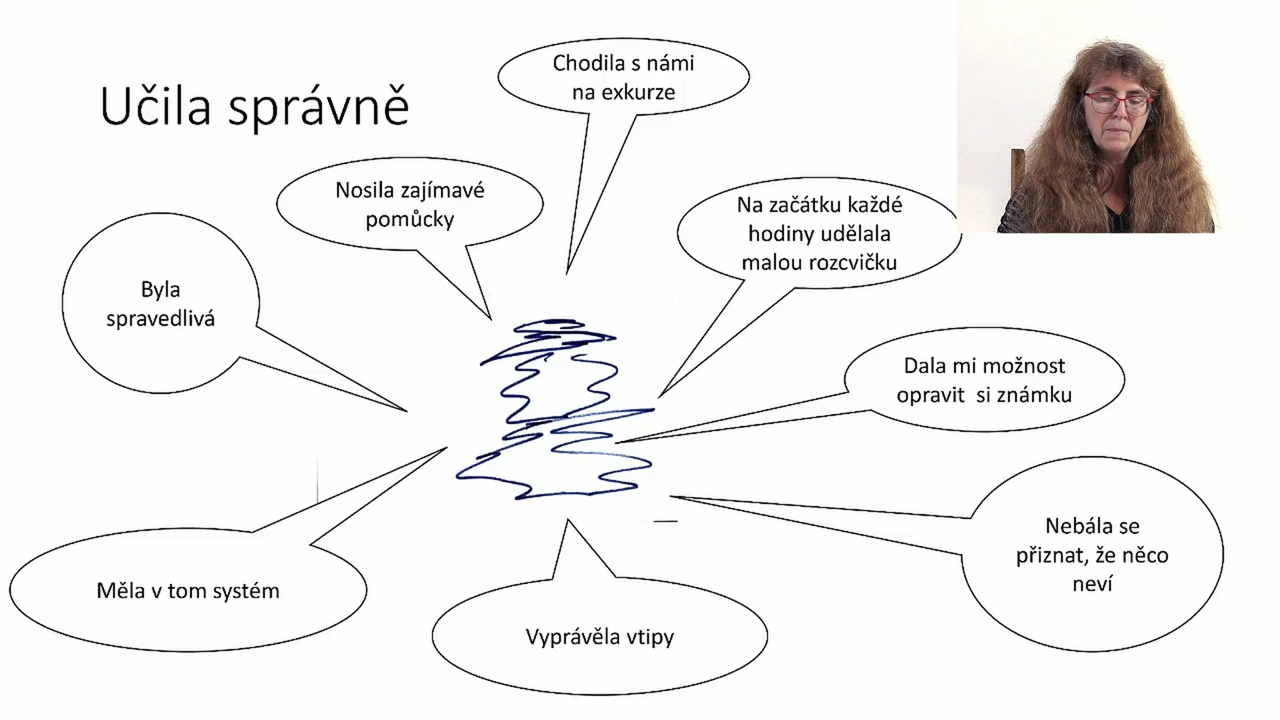 Učila správně
Chodila s námi
na exkurze
Nosila zajímavé
pomůcky
Na začátku každé
hodiny udělala
malou rozcvičku
Byla
spravedlivá
Dala mi možnost
opravit si známku
Nebála se
přiznat, že něco
neví
Měla v tom systém
Vyprávěla vtipy